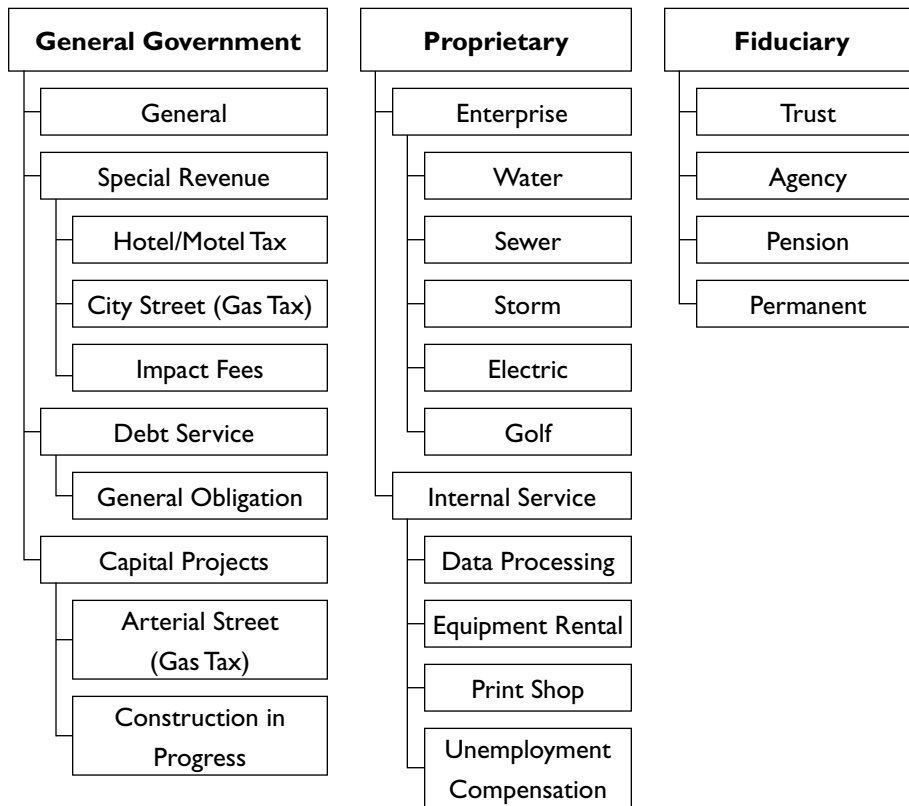 General Government
General
Special Revenue
Hotel/Motel Tax
City Street (Gas Tax)
Impact Fees
Debt Service
General Obligation
Capital Projects
Arterial Street
(Gas Tax)
Construction in
Progress
Proprietary
Enterprise
Water
Sewer
Storm
Electric
Golf
Internal Service
Data Processing
Equipment Rental
Print Shop
Unemployment
Compensation
Fiduciary
Trust
Agency
Pension
Permanent